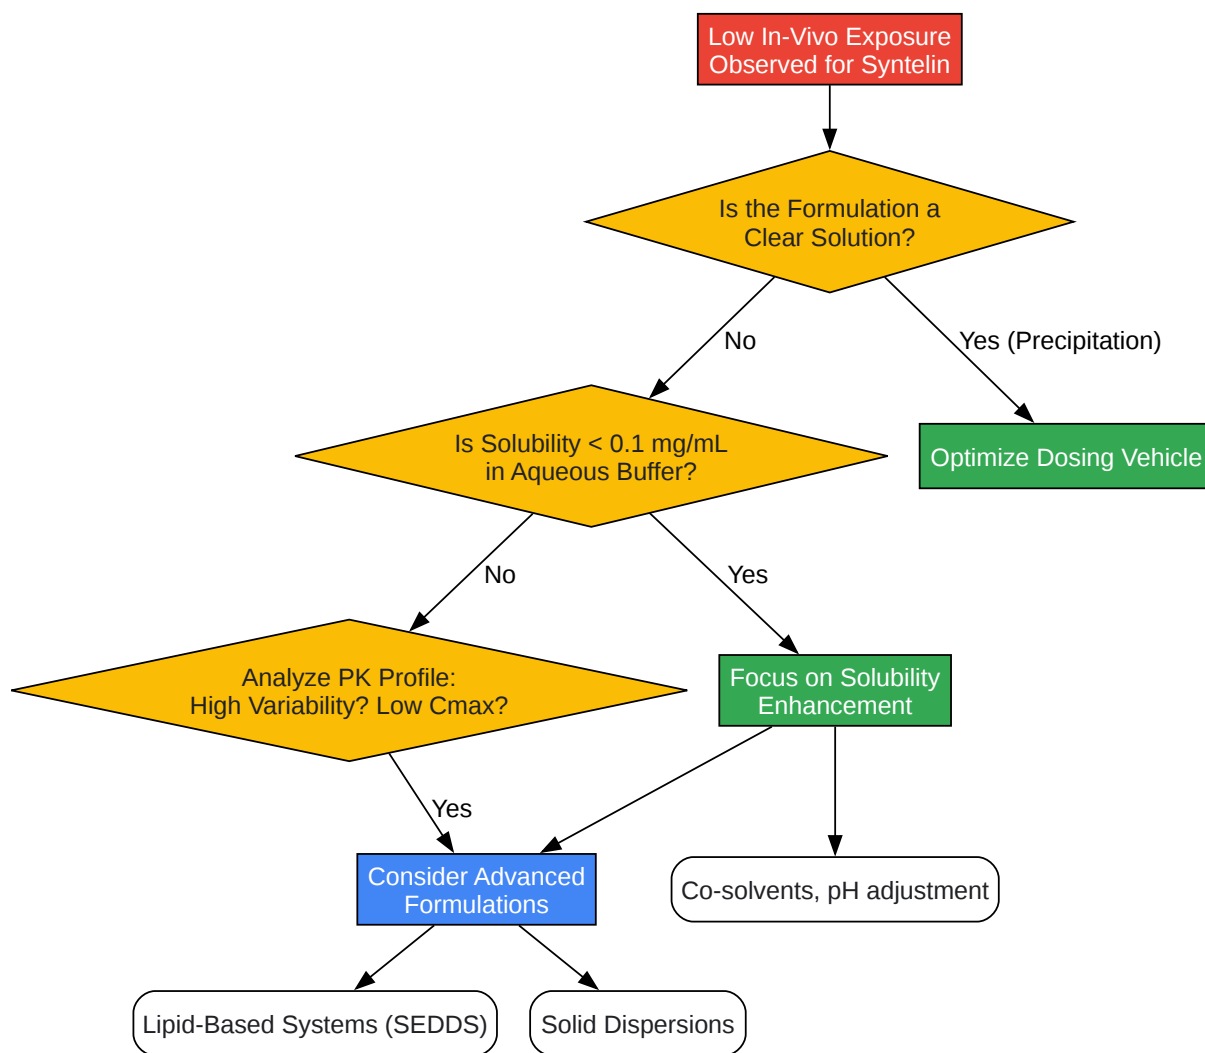 Low In-Vivo Exposure
Observed for Syntelin
Is the Formulation a
Clear Solution?
No
Yes (Precipitation)
Is Solubility < 0.1 mg/mL
in Aqueous Buffer?
Optimize Dosing Vehicle
No
Yes
Analyze PK Profile:
High Variability? Low Cmax?
Focus on Solubility
Enhancement
Yes
Consider Advanced
Formulations
Co-solvents, pH adjustment
Lipid-Based Systems (SEDDS)
Solid Dispersions